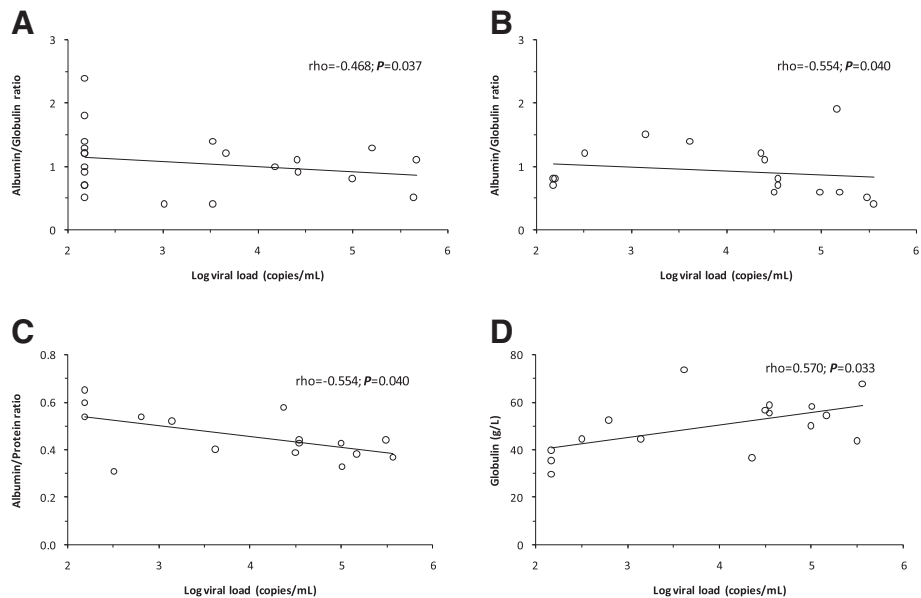 A
3
2
1
0
Albumin/Globulin ratio
rho=-0.468; P=0.037
2 3 4 5 6
Log viral load (copies/mL)
B
3
2
1
0
Albumin/Globulin ratio
rho=-0.554; P=0.040
2 3 4 5 6
Log viral load (copies/mL)
C
0.8
0.6
0.4
0.2
0.0
Albumin/Protein ratio
rho=-0.554; P=0.040
2 3 4 5 6
Log viral load (copies/mL)
D
80
60
40
20
0
Globulin (g/L)
rho=0.570; P=0.033
2 3 4 5 6
Log viral load (copies/mL)